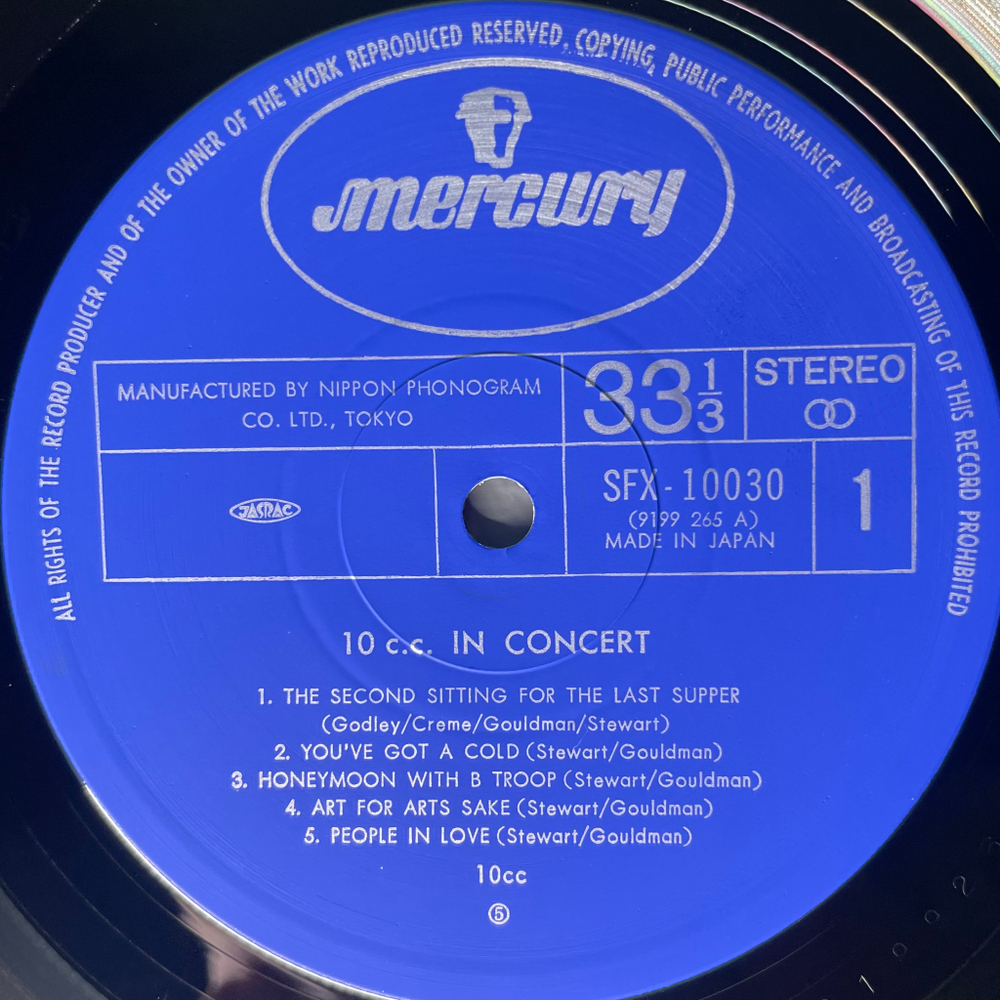 ALL RIGHTS OF THE RECORD PRODUCER AND OF THE OWNER OF THE WORK REPRODUCED RESERVED, COPYING, PUBLIC PERFORMANCE AND BROADCASTING OF THIS RECORD PROHIBITED
mercury
MANUFACTURED BY NIPPON PHONOGRAM
CO. LTD., TOKYO
33 1/3
STEREO
JASRAC
SFX-10030
(9199 265 A)
MADE IN JAPAN
1
10 c.c. IN CONCERT
1. THE SECOND SITTING FOR THE LAST SUPPER
(Godley/Creme/Gouldman/Stewart)
2. YOU'VE GOT A COLD (Stewart/Gouldman)
3. HONEYMOON WITH B TROOP (Stewart/Gouldman)
4. ART FOR ARTS SAKE (Stewart/Gouldman)
5. PEOPLE IN LOVE (Stewart/Gouldman)
10cc
⑤